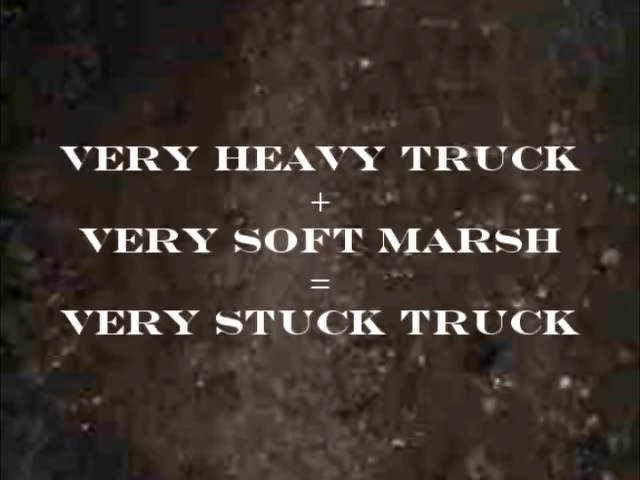 VERY HEAVY TRUCK
+
VERY SOFT MARSH
=
VERY STUCK TRUCK